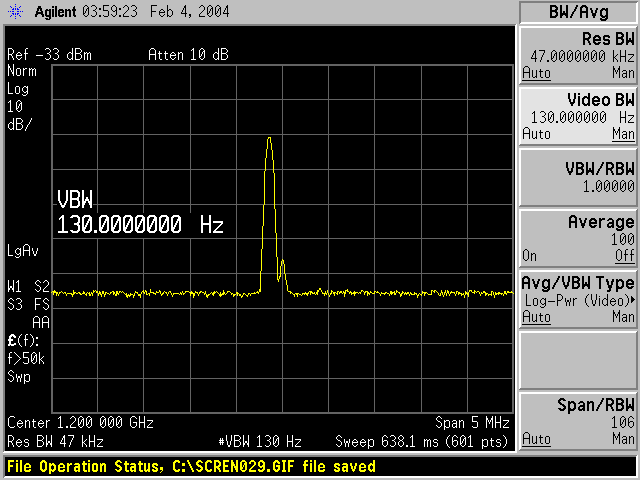 Agilent 03:59:23 Feb 4, 2004
BW/Avg
Ref -33 dBm Atten 10 dB
Norm
Log
10
dB/
VBW
130.0000000 Hz
LgAv
W1 S2
S3 FS
AA
£(f):
f>50k
Swp
Center 1.200 000 GHz Span 5 MHz
Res BW 47 kHz #VBW 130 Hz Sweep 638.1 ms (601 pts)
File Operation Status, C:\SCREN029.GIF file saved
Res BW
47.0000000 kHz
Auto Man
Video BW
130.000000 Hz
Auto Man
VBW/RBW
1.00000
Average
100
On Off
Avg/VBW Type
Log-Pwr (Video)
Auto Man
Span/RBW
106
Auto Man